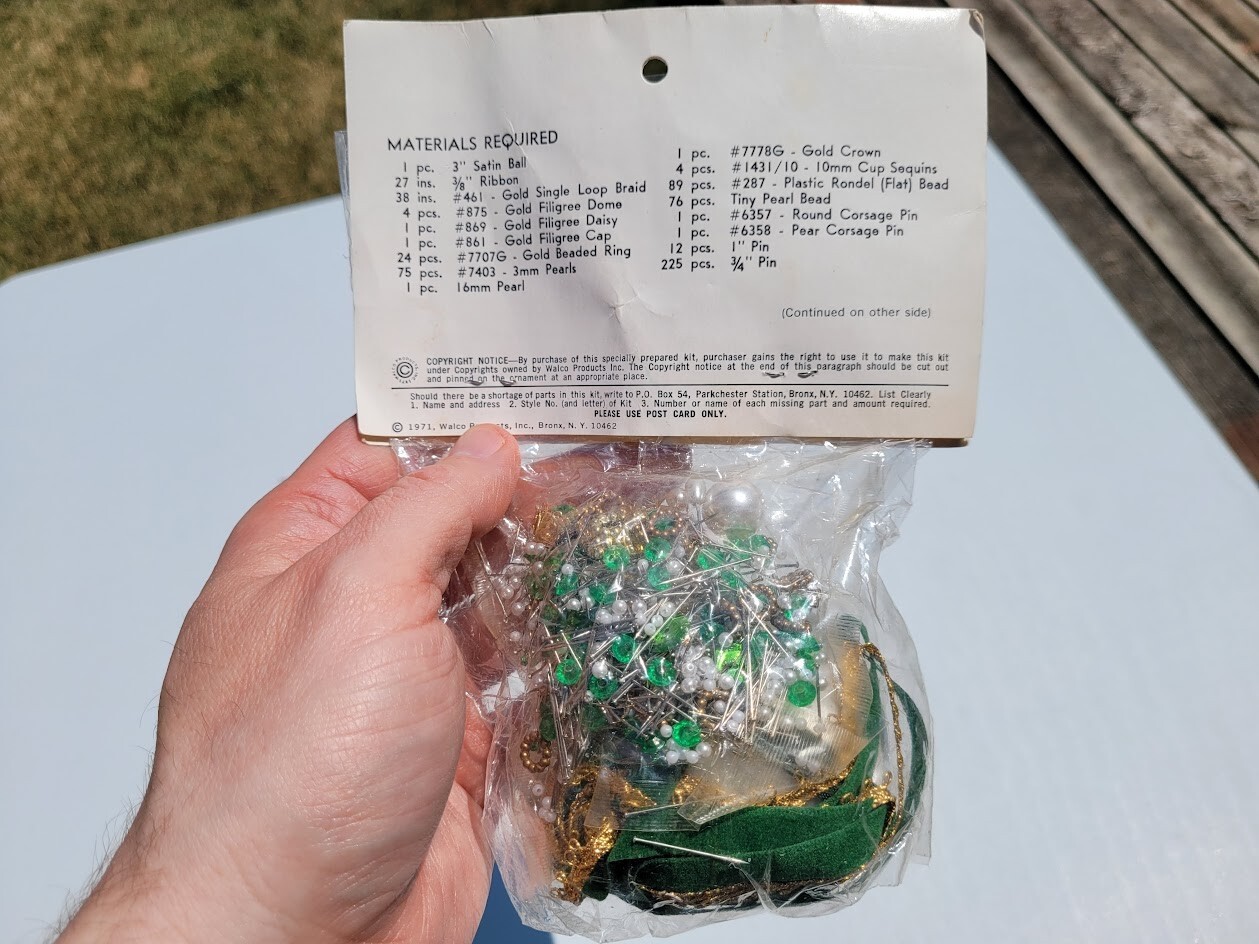 MATERIALS REQUIRED
1 pc. 3" Satin Ball
27 ins. 3/8" Ribbon
38 ins. #461 - Gold Single Loop Braid
4 pcs. #875 - Gold Filigree Dome
1 pc. #869 - Gold Filigree Daisy
1 pc. #861 - Gold Filigree Cap
24 pcs. #7707G - Gold Beaded Ring
75 pcs. #7403 - 3mm Pearls
1 pc. 16mm Pearl
1 pc. #7778G - Gold Crown
4 pcs. #1431/10 - 10mm Cup Sequins
89 pcs. #287 - Plastic Rondel (Flat) Bead
76 pcs. Tiny Pearl Bead
1 pc. #6357 - Round Corsage Pin
1 pc. #6358 - Pear Corsage Pin
12 pcs. 1" Pin
225 pcs. 3/4" Pin
(Continued on other side)
COPYRIGHT NOTICE—By purchase of this specially prepared kit, purchaser gains the right to use it to make this kit
under Copyrights owned by Walco Products Inc. The Copyright notice at the end of this paragraph should be cut out
and pinned on the ornament at an appropriate place.
Should there be a shortage of parts in this kit, write to P.O. Box 54, Parkchester Station, Bronx, N.Y. 10462. List Clearly
1. Name and address 2. Style No. (and letter) of Kit 3. Number or name of each missing part and amount required.
PLEASE USE POST CARD ONLY.
© 1971, Walco Products, Inc., Bronx, N. Y. 10462